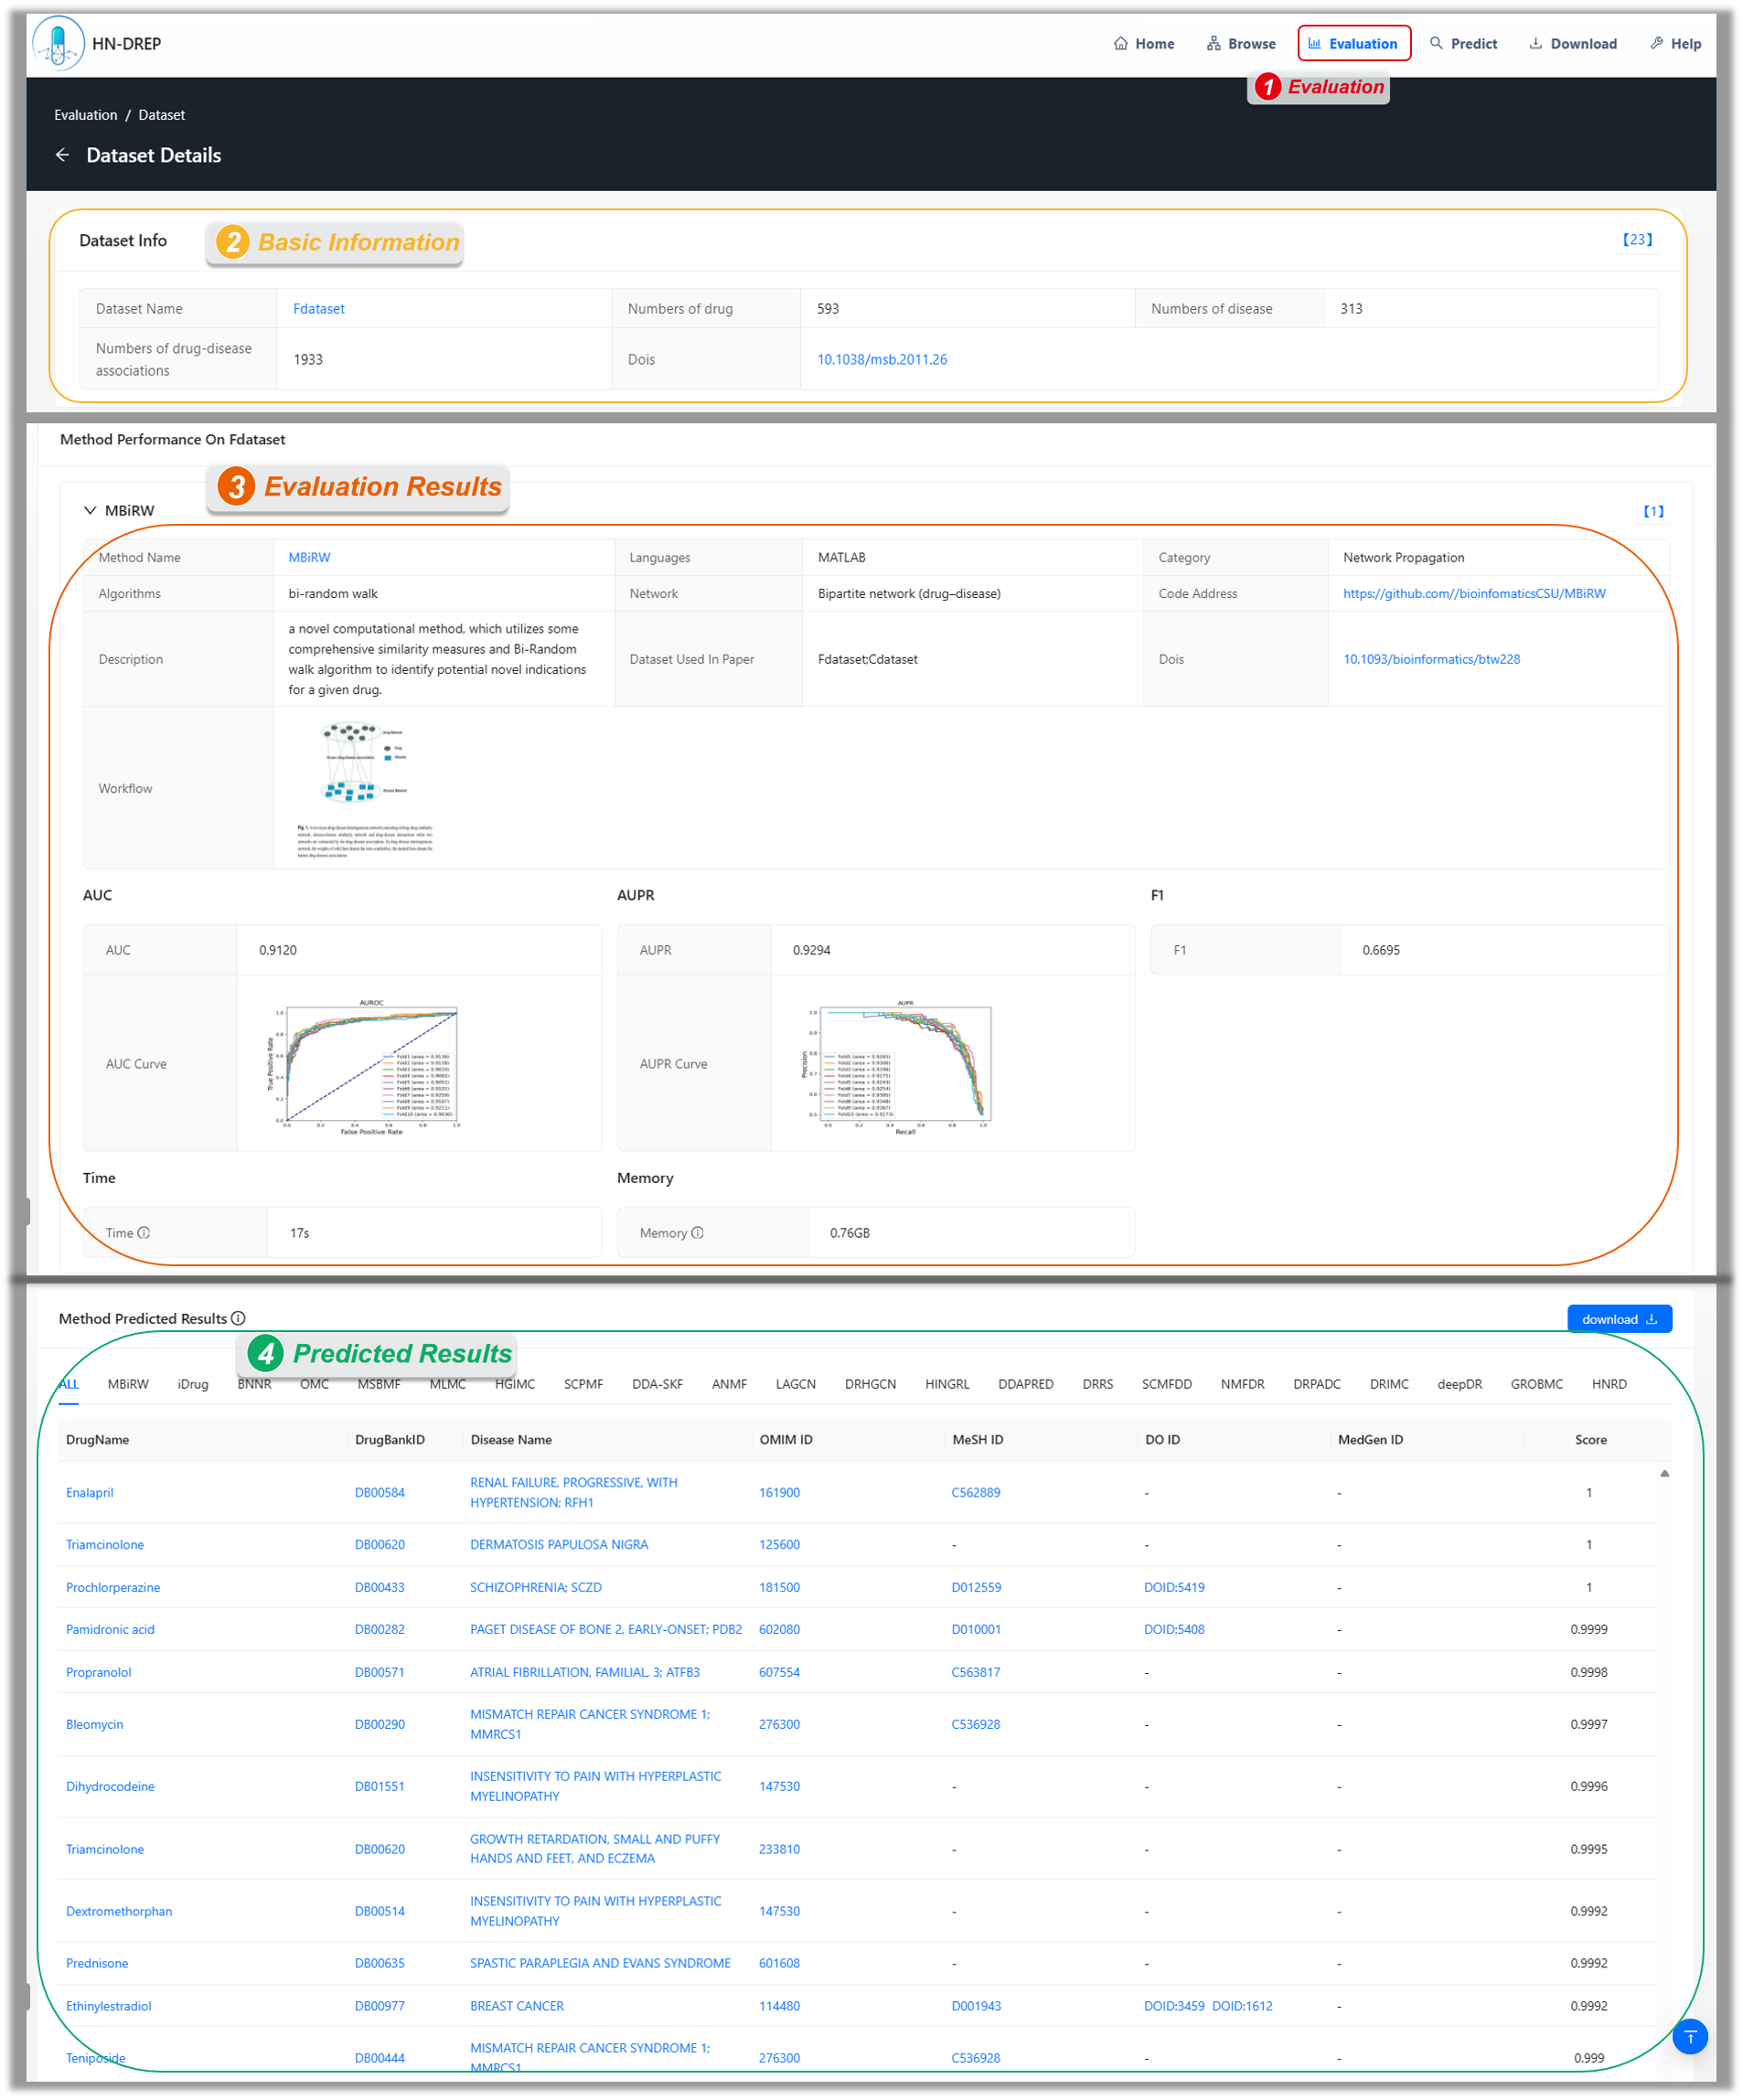 HN-DREP
Home Browse Evaluation Predict Download Help
1 Evaluation
Evaluation / Dataset
Dataset Details
Dataset Info
2 Basic Information
【23】
Dataset Name Fdataset Numbers of drug 593 Numbers of disease 313
Numbers of drug-disease associations 1933 Dois 10.1038/msb.2011.26
Method Performance On Fdataset
3 Evaluation Results
MBiRW
【1】
Method Name MBiRW Languages MATLAB Category Network Propagation
Algorithms bi-random walk Network Bipartite network (drug–disease) Code Address https://github.com//bioinfomaticsCSU/MBiRW
Description
a novel computational method, which utilizes some
comprehensive similarity measures and Bi-Random
walk algorithm to identify potential novel indications
for a given drug.
Dataset Used In Paper Fdataset;Cdataset Dois 10.1093/bioinformatics/btw228
Workflow
AUC AUPR F1
AUC 0.9120 AUPR 0.9294 F1 0.6695
AUC Curve
AUROC
True Positive Rate
False Positive Rate
AUPR Curve
AUPR
Precision
Recall
Time Memory
Time 17s Memory 0.76GB
Method Predicted Results
download
4 Predicted Results
ALL MBiRW iDrug BNNR OMC MSBMF MLMC HGIMC SCPMF DDA-SKF ANMF LAGCN DRHGCN HINGRL DDAPRED DRRS SCMFDD NMFDR DRPADC DRIMC deepDR GROBMC HNRD
DrugName DrugBankID Disease Name OMIM ID MeSH ID DO ID MedGen ID Score
Enalapril DB00584 RENAL FAILURE, PROGRESSIVE, WITH HYPERTENSION; RFH1 161900 C562889 - - 1
Triamcinolone DB00620 DERMATOSIS PAPULOSA NIGRA 125600 - - - 1
Prochlorperazine DB00433 SCHIZOPHRENIA; SCZD 181500 D012559 DOID:5419 - 1
Pamidronic acid DB00282 PAGET DISEASE OF BONE 2, EARLY-ONSET; PDB2 602080 D010001 DOID:5408 - 0.9999
Propranolol DB00571 ATRIAL FIBRILLATION, FAMILIAL, 3; ATFB3 607554 C563817 - - 0.9998
Bleomycin DB00290 MISMATCH REPAIR CANCER SYNDROME 1; MMRCS1 276300 C536928 - - 0.9997
Dihydrocodeine DB01551 INSENSITIVITY TO PAIN WITH HYPERPLASTIC MYELINOPATHY 147530 - - - 0.9996
Triamcinolone DB00620 GROWTH RETARDATION, SMALL AND PUFFY HANDS AND FEET, AND ECZEMA 233810 - - - 0.9995
Dextromethorphan DB00514 INSENSITIVITY TO PAIN WITH HYPERPLASTIC MYELINOPATHY 147530 - - - 0.9992
Prednisone DB00635 SPASTIC PARAPLEGIA AND EVANS SYNDROME 601608 - - - 0.9992
Ethinylestradiol DB00977 BREAST CANCER 114480 D001943 DOID:3459 DOID:1612 - 0.9992
Teniposide DB00444 MISMATCH REPAIR CANCER SYNDROME 1; MMRCS1 276300 C536928 - - 0.999